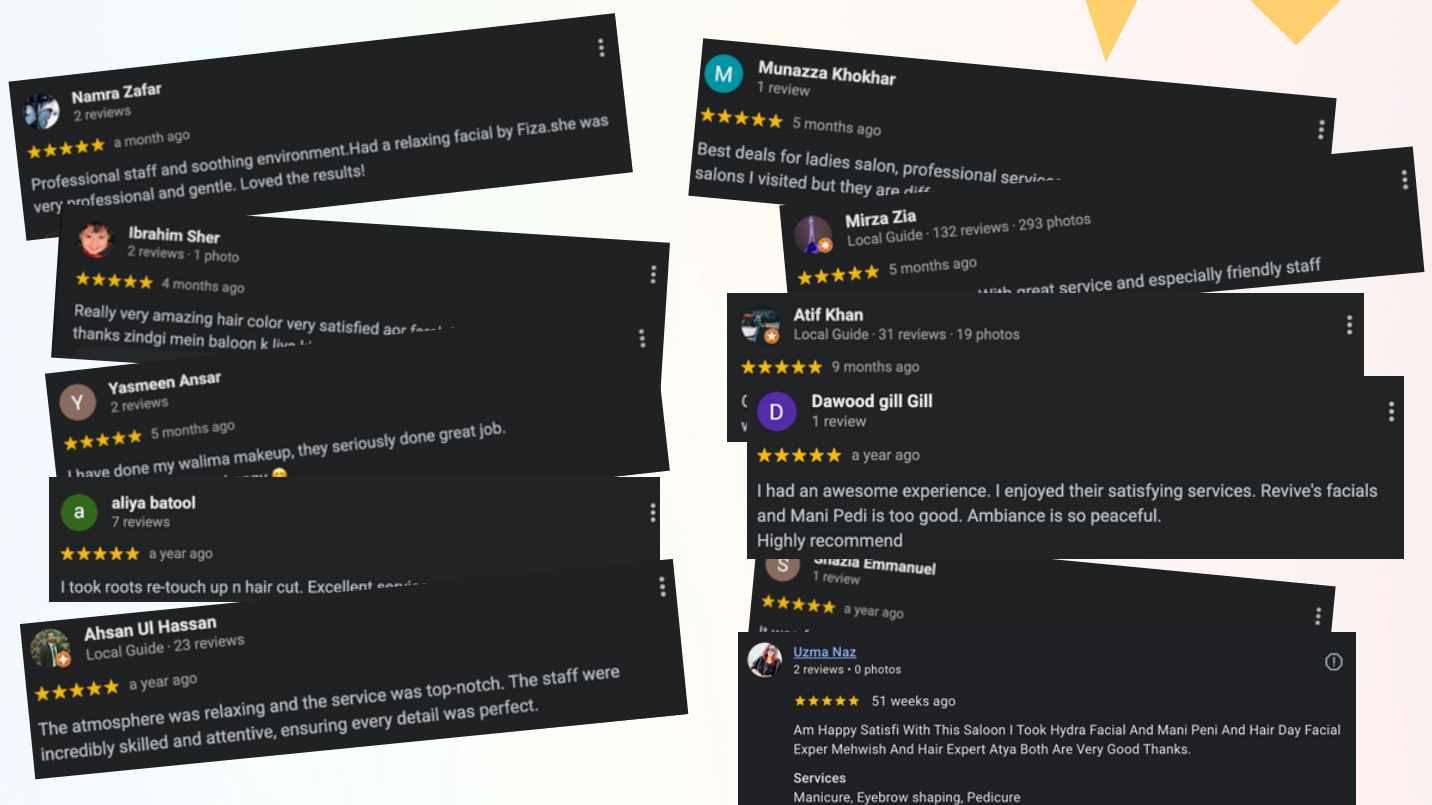 Namra Zafar
2 reviews
a month ago
Professional staff and soothing environment.Had a relaxing facial by Fiza.she was
very professional and gentle. Loved the results!
Ibrahim Sher
2 reviews · 1 photo
4 months ago
Really very amazing hair color very satisfied aor
thanks zindgi mein baloon k
Y
Yasmeen Ansar
2 reviews
5 months ago
I have done my walima makeup, they seriously done great job.
a
aliya batool
7 reviews
a year ago
I took roots re-touch up n hair cut. Excellent
Ahsan Ul Hassan
Local Guide · 23 reviews
a year ago
The atmosphere was relaxing and the service was top-notch. The staff were
incredibly skilled and attentive, ensuring every detail was perfect.
M
Munazza Khokhar
1 review
5 months ago
Best deals for ladies salon, professional services
salons I visited but they are
Mirza Zia
Local Guide · 132 reviews · 293 photos
5 months ago
With great service and especially friendly staff
Atif Khan
Local Guide · 31 reviews · 19 photos
9 months ago
D
Dawood gill Gill
1 review
a year ago
I had an awesome experience. I enjoyed their satisfying services. Revive's facials
and Mani Pedi is too good. Ambiance is so peaceful.
Highly recommend
S
Shazia Emmanuel
1 review
a year ago
It was
Uzma Naz
2 reviews • 0 photos
51 weeks ago
Am Happy Satisfi With This Saloon I Took Hydra Facial And Mani Peni And Hair Day Facial
Exper Mehwish And Hair Expert Atya Both Are Very Good Thanks.
Services
Manicure, Eyebrow shaping, Pedicure